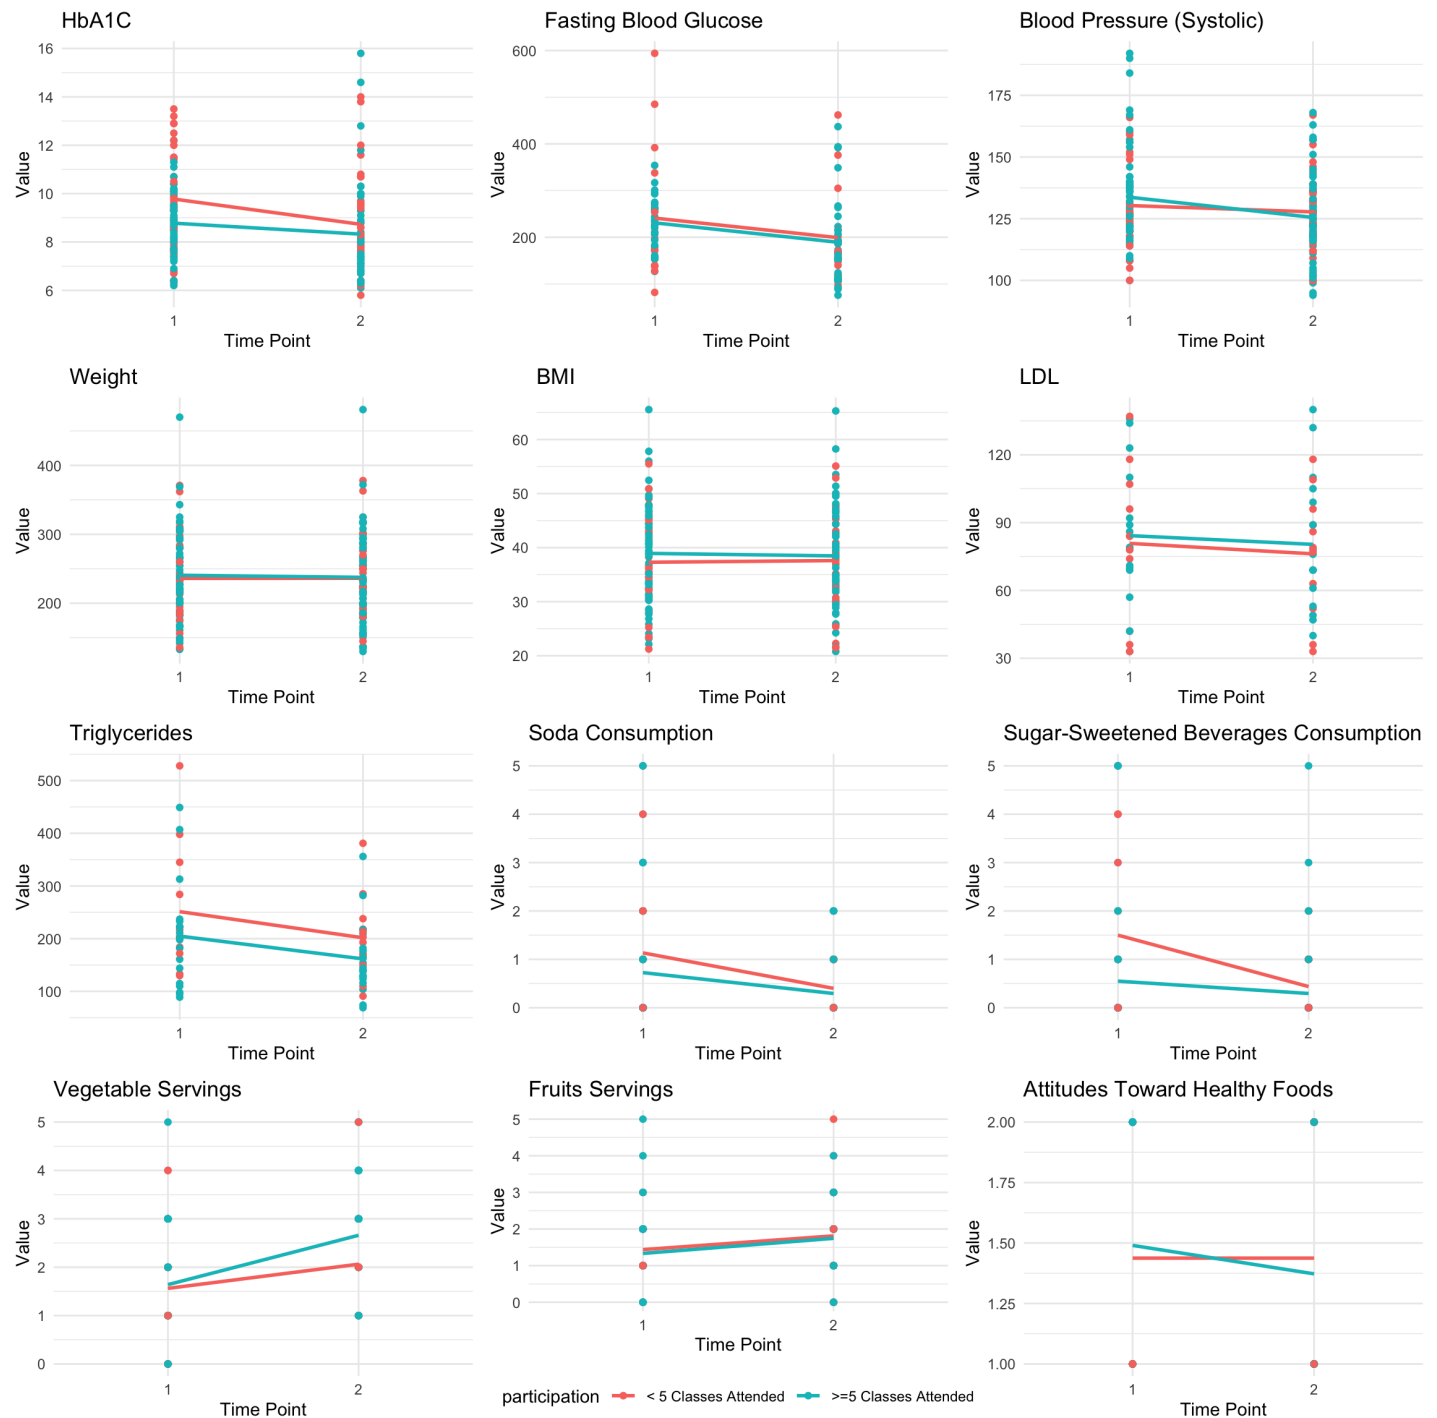 HbA1C
Fasting Blood Glucose
Blood Pressure (Systolic)
16
14
12
10
8
6
Value
1
2
Time Point
600
400
200
Value
1
2
Time Point
175
150
125
100
Value
1
2
Time Point
Weight
BMI
LDL
400
300
200
Value
1
2
Time Point
60
50
40
30
20
Value
1
2
Time Point
120
90
60
30
Value
1
2
Time Point
Triglycerides
Soda Consumption
Sugar-Sweetened Beverages Consumption
500
400
300
200
100
Value
1
2
Time Point
5
4
3
2
1
0
Value
1
2
Time Point
5
4
3
2
1
0
Value
1
2
Time Point
Vegetable Servings
Fruits Servings
Attitudes Toward Healthy Foods
5
4
3
2
1
0
Value
1
2
Time Point
5
4
3
2
1
0
Value
1
2
Time Point
2.00
1.75
1.50
1.25
1.00
Value
1
2
Time Point
participation < 5 Classes Attended >=5 Classes Attended